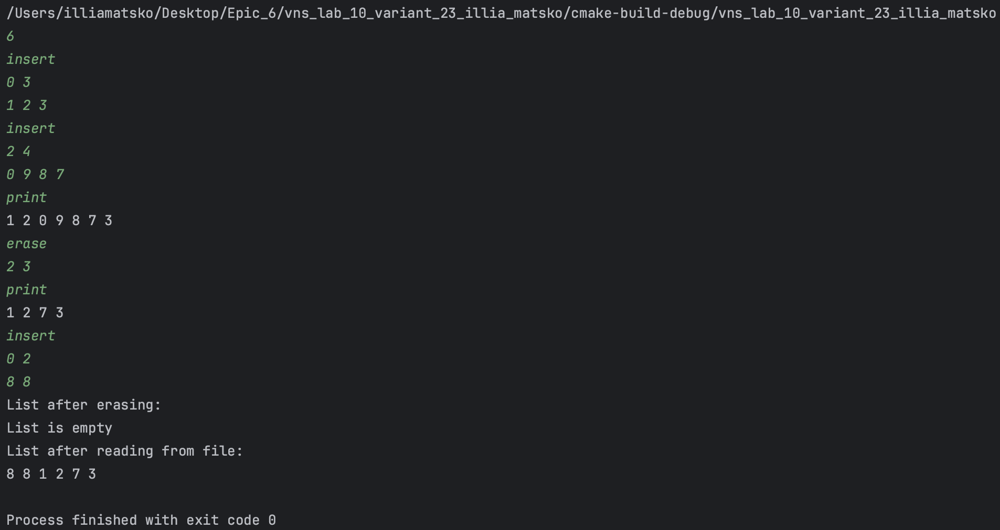 /Users/illiamatsko/Desktop/Epic_6/vns_lab_10_variant_23_illia_matsko/cmake-build-debug/vns_lab_10_variant_23_illia_matsko
6
insert
0 3
1 2 3
insert
2 4
0 9 8 7
print
1 2 0 9 8 7 3
erase
2 3
print
1 2 7 3
insert
0 2
8 8
List after erasing:
List is empty
List after reading from file:
8 8 1 2 7 3
Process finished with exit code 0